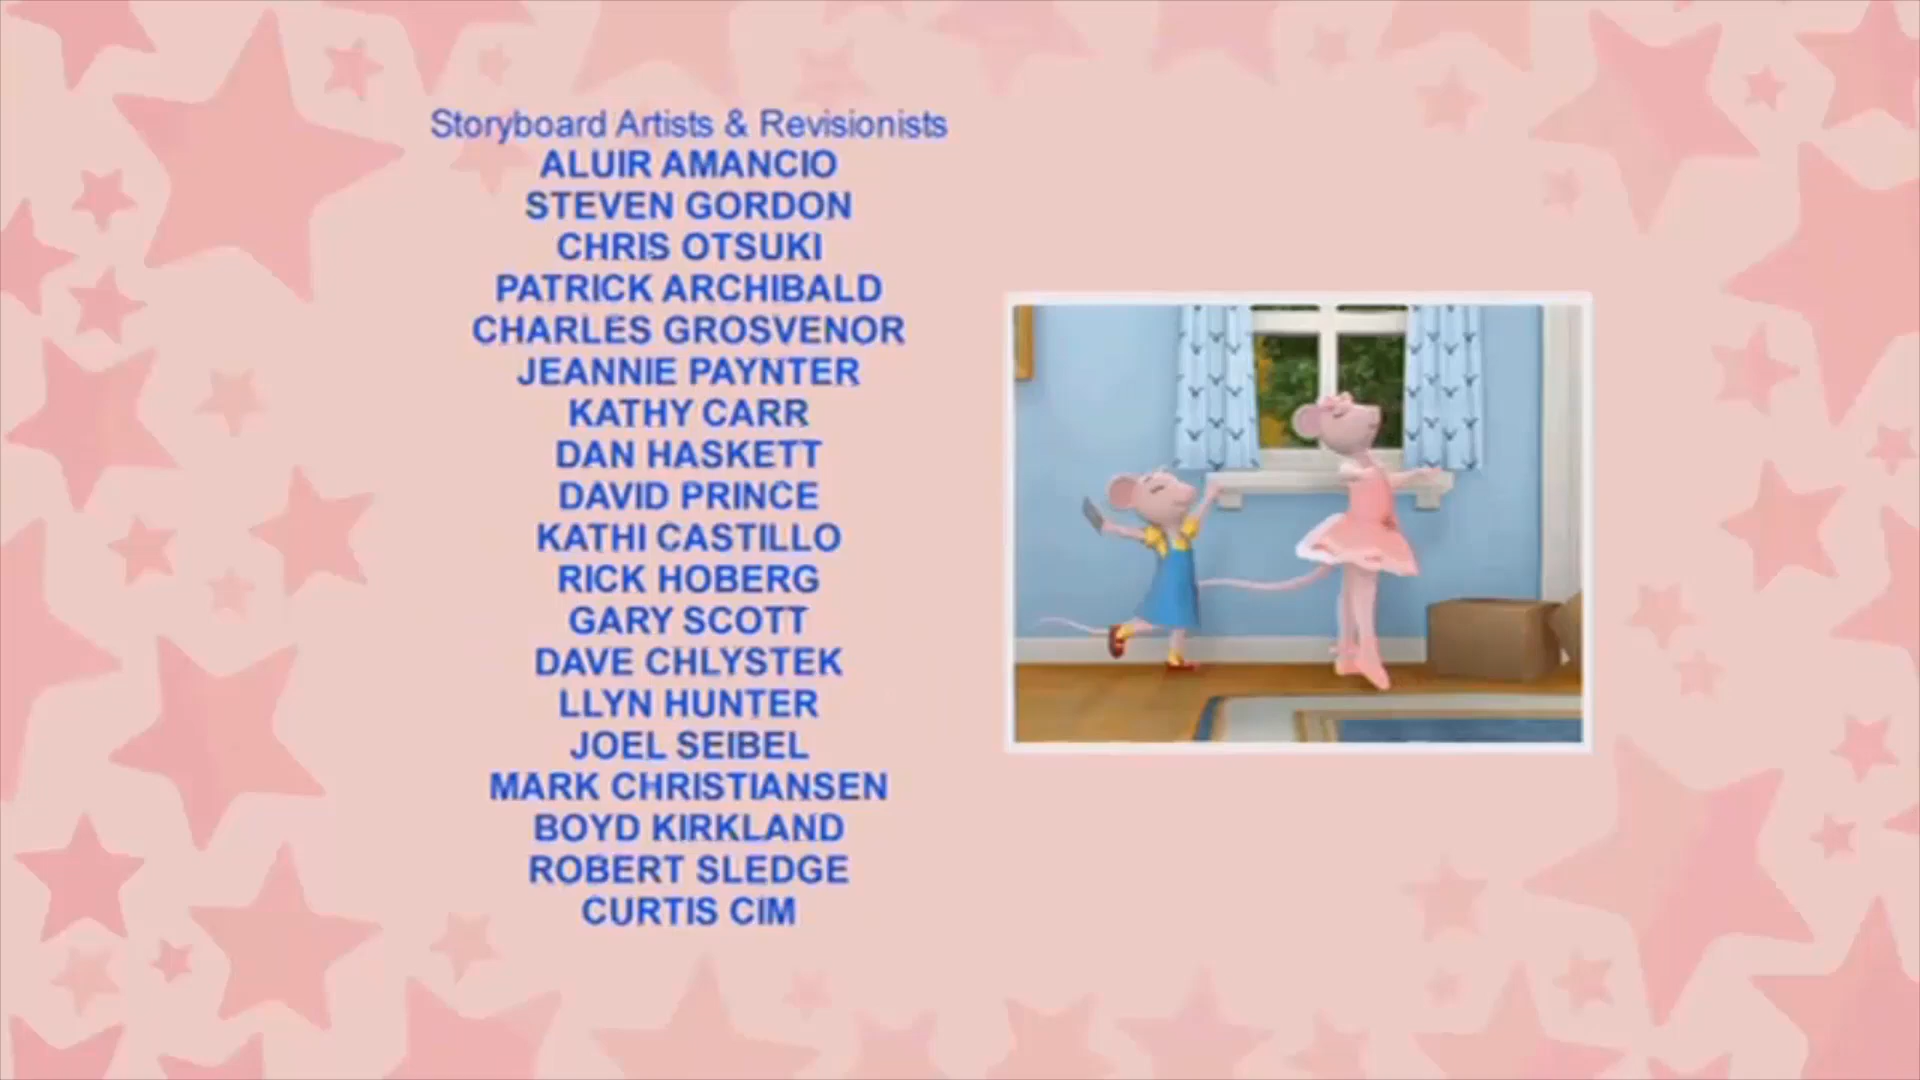 Storyboard Artists & Revisionists
ALUIR AMANCIO
STEVEN GORDON
CHRIS OTSUKI
PATRICK ARCHIBALD
CHARLES GROSVENOR
JEANNIE PAYNTER
KATHY CARR
DAN HASKETT
DAVID PRINCE
KATHI CASTILLO
RICK HOBERG
GARY SCOTT
DAVE CHLYSTEK
LLYN HUNTER
JOEL SEIBEL
MARK CHRISTIANSEN
BOYD KIRKLAND
ROBERT SLEDGE
CURTIS CIM